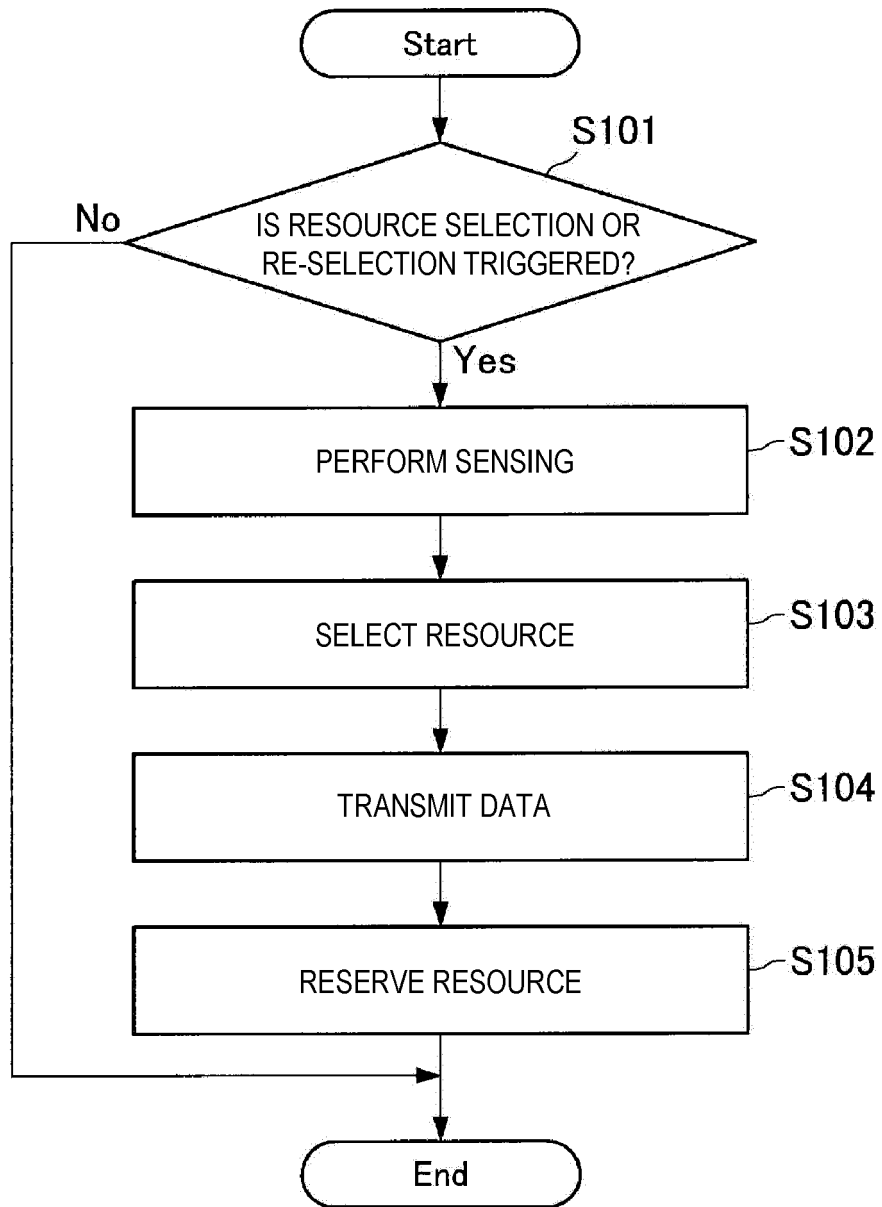 Start
S101
No
IS RESOURCE SELECTION OR
RE-SELECTION TRIGGERED?
Yes
PERFORM SENSING
S102
SELECT RESOURCE
S103
TRANSMIT DATA
S104
RESERVE RESOURCE
S105
End